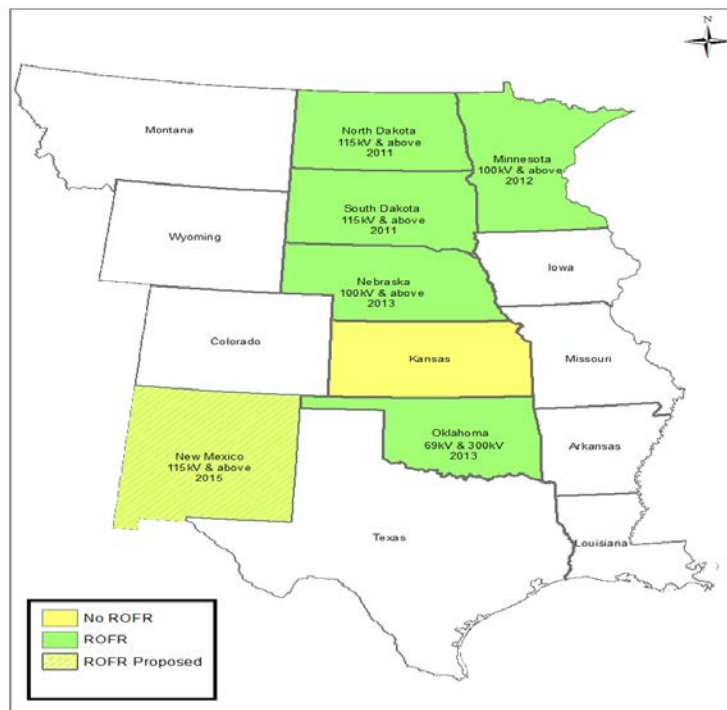 N
Montana
North Dakota
115kV & above
2011
Minnesota
100kV & above
2012
South Dakota
115kV & above
2011
Wyoming
Iowa
Nebraska
100kV & above
2013
Colorado
Kansas
Missouri
Oklahoma
69kV & 300kV
2013
Arkansas
New Mexico
115kV & above
2015
Texas
Louisiana
No ROFR
ROFR
ROFR Proposed